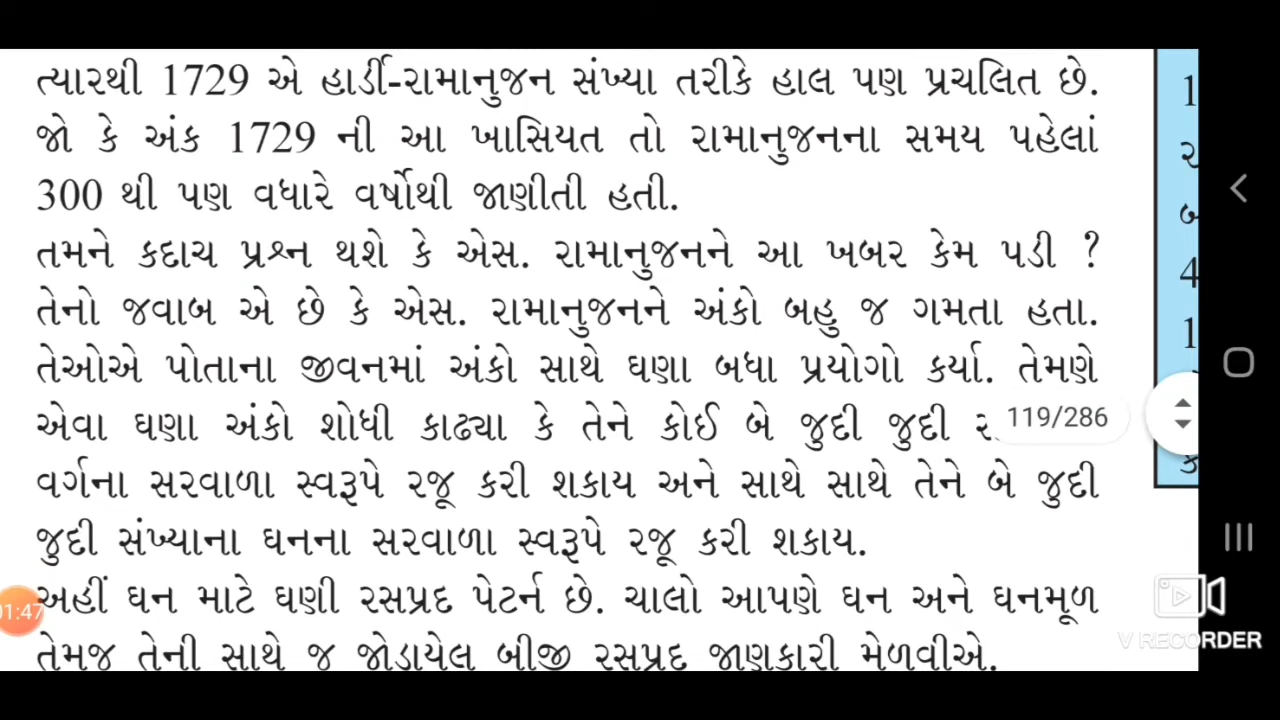 ત્યારથી 1729 એ હાર્ડી-રામાનુજન સંખ્યા તરીકે હાલ પણ પ્રચલિત છે.
જો કે અંક 1729 ની આ ખાસિયત તો રામાનુજનના સમય પહેલાં
300 થી પણ વધારે વર્ષોથી જાણીતી હતી.
તમને કદાચ પ્રશ્ન થશે કે એસ. રામાનુજનને આ ખબર કેમ પડી ?
તેનો જવાબ એ છે કે એસ. રામાનુજનને અંકો બહુ જ ગમતા હતા.
તેઓએ પોતાના જીવનમાં અંકો સાથે ઘણા બધા પ્રયોગો કર્યા. તેમણે
એવા ઘણા અંકો શોધી કાઢ્યા કે તેને કોઈ બે જુદી જુદી
વર્ગના સરવાળા સ્વરૂપે રજૂ કરી શકાય અને સાથે સાથે તેને બે જુદી
જુદી સંખ્યાના ઘનના સરવાળા સ્વરૂપે રજૂ કરી શકાય.
અહીં ઘન માટે ઘણી રસપ્રદ પેટર્ન છે. ચાલો આપણે ઘન અને ઘનમૂળ
તેમજ તેની સાથે જ જોડાયેલ બીજી રસપ્રદ જાણકારી મેળવીએ.
1
4
1
119/286
01:47
V RECORDER